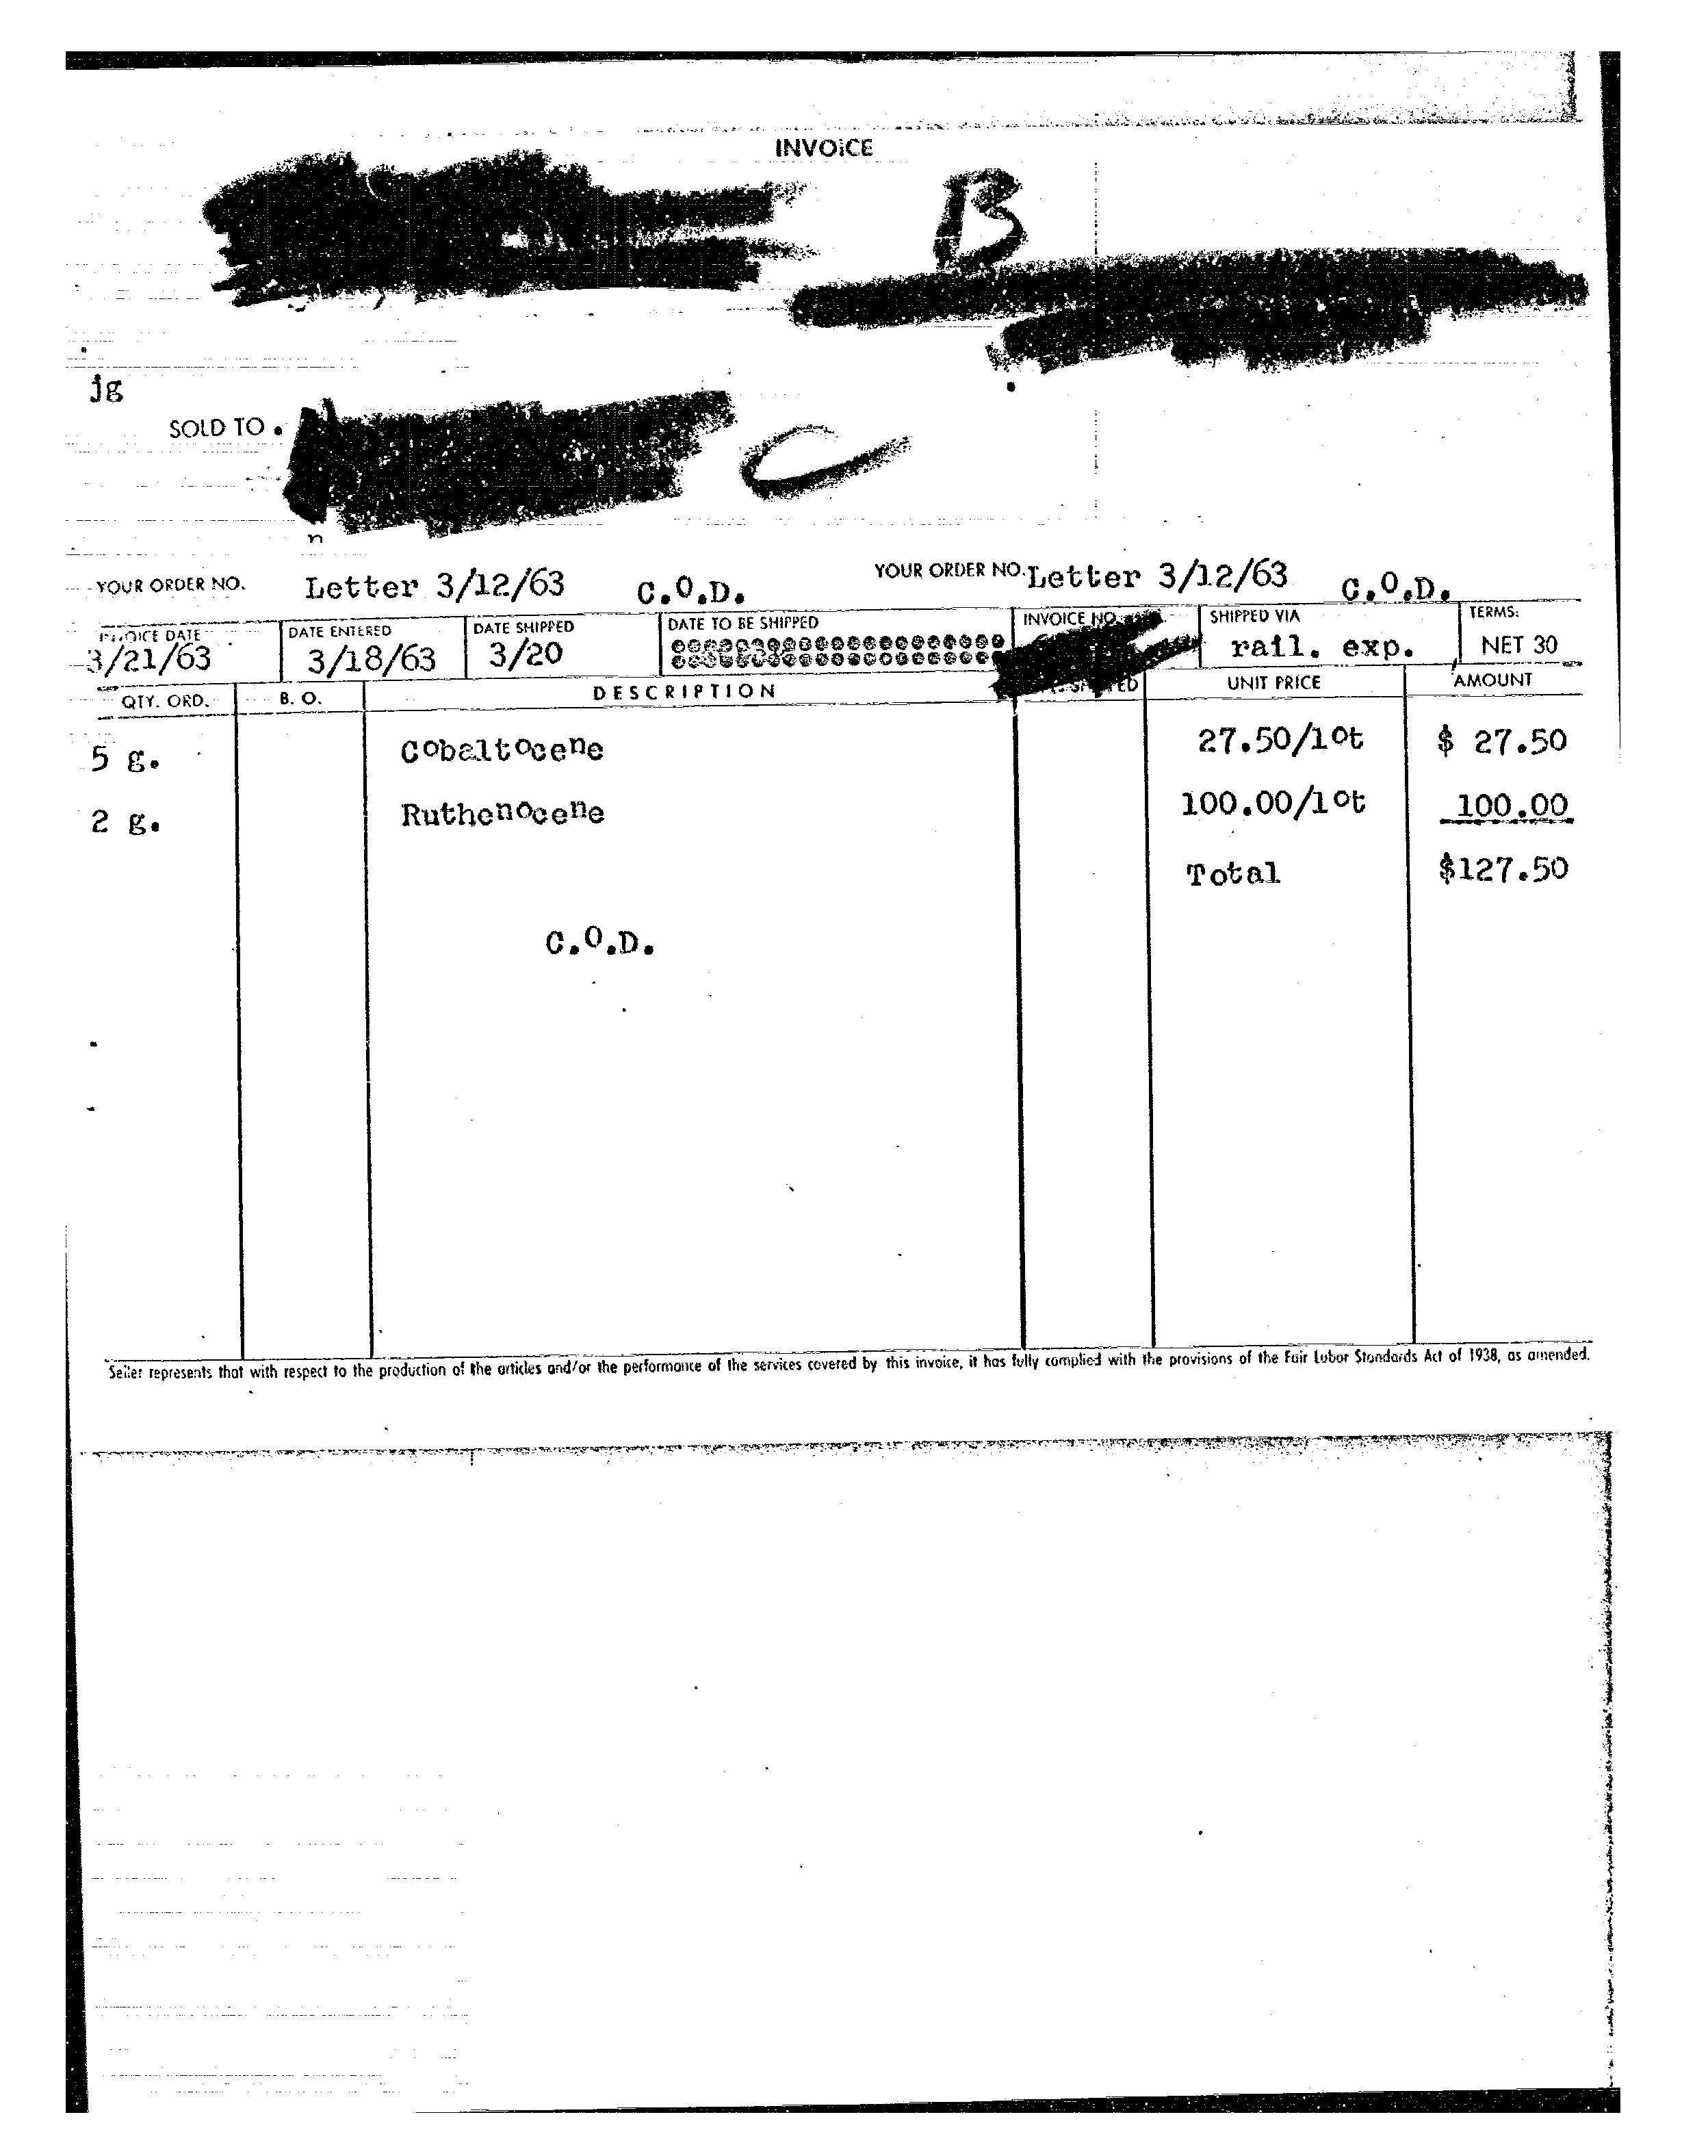 INVOICE
B
jg
SOLD TO
C
YOUR ORDER NO. Letter 3/12/63 C.O.D. YOUR ORDER NO. Letter 3/12/63 C.O.D.
INVOICE DATE DATE ENTERED DATE SHIPPED DATE TO BE SHIPPED INVOICE NO. SHIPPED VIA TERMS:
3/21/63 3/18/63 3/20 rail. exp. NET 30
QTY. ORD. B. O. DESCRIPTION UNIT PRICE AMOUNT
5 g. Cobaltocene 27.50/lot $ 27.50
2 g. Ruthenocene 100.00/lot 100.00
Total $127.50
C.O.D.
Seller represents that with respect to the production of the articles and/or the performance of the services covered by this invoice, it has fully complied with the provisions of the Fair Labor Standards Act of 1938, as amended.